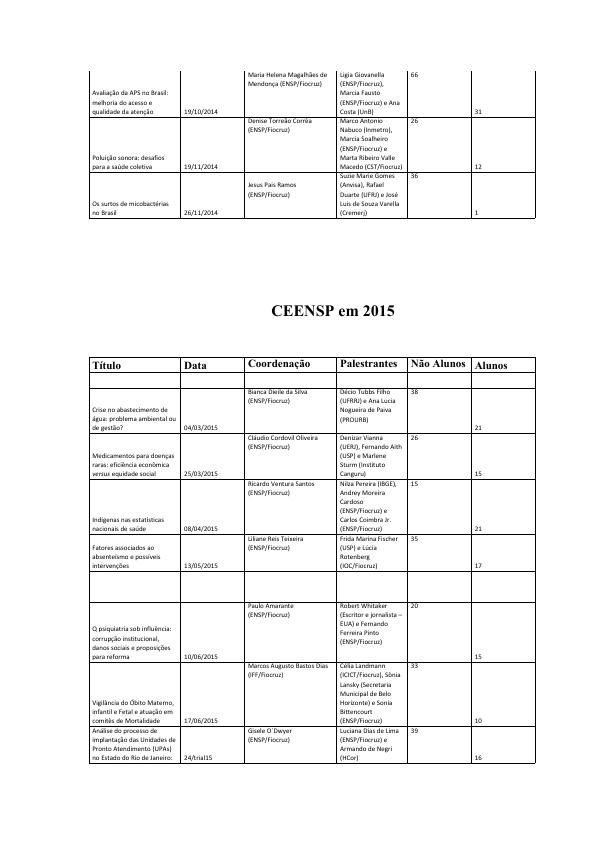 Avaliação da APS no Brasil:
melhoria do acesso e
qualidade da atenção
19/10/2014
Maria Helena Magalhães de
Mendonça (ENSP/Fiocruz)
Ligia Giovanella
(ENSP/Fiocruz),
Marcia Fausto
(ENSP/Fiocruz) e Ana
Costa (UnB)
66
31
Poluição sonora: desafios
para a saúde coletiva
19/11/2014
Denise Torreão Corrêa
(ENSP/Fiocruz)
Marco Antonio
Nabuco (Inmetro),
Marcia Soalheiro
(ENSP/Fiocruz) e
Marta Ribeiro Valle
Macedo (CST/Fiocruz)
26
12
Os surtos de micobactérias
no Brasil
26/11/2014
Jesus Pais Ramos
(ENSP/Fiocruz)
Suzie Marie Gomes
(Anvisa), Rafael
Duarte (UFRJ) e José
Luis de Souza Varella
(Cremerj)
36
1
CEENSP em 2015
Título
Data
Coordenação
Palestrantes
Não Alunos
Alunos
Crise no abastecimento de
água: problema ambiental ou
de gestão?
04/03/2015
Bianca Dieile da Silva
(ENSP/Fiocruz)
Décio Tubbs Filho
(UFRRJ) e Ana Lucia
Nogueira de Paiva
(PROURB)
38
21
Medicamentos para doenças
raras: eficiência econômica
versus equidade social
25/03/2015
Cláudio Cordovil Oliveira
(ENSP/Fiocruz)
Denizar Vianna
(UERJ), Fernando Aith
(USP) e Marlene
Sturm (Instituto
Canguru)
26
15
Indígenas nas estatísticas
nacionais de saúde
08/04/2015
Ricardo Ventura Santos
(ENSP/Fiocruz)
Nilza Pereira (IBGE),
Andrey Moreira
Cardoso
(ENSP/Fiocruz) e
Carlos Coimbra Jr.
(ENSP/Fiocruz)
15
21
Fatores associados ao
absenteísmo e possíveis
intervenções
13/05/2015
Liliane Reis Teixeira
(ENSP/Fiocruz)
Frida Marina Fischer
(USP) e Lúcia
Rotenberg
(IOC/Fiocruz)
35
17
Q psiquiatria sob influência:
corrupção institucional,
danos sociais e proposições
para reforma
10/06/2015
Paulo Amarante
(ENSP/Fiocruz)
Robert Whitaker
(Escritor e jornalista –
EUA) e Fernando
Ferreira Pinto
(ENSP/Fiocruz)
20
15
Vigilância do Óbito Materno,
infantil e Fetal e atuação em
comitês de Mortalidade
17/06/2015
Marcos Augusto Bastos Dias
(IFF/Fiocruz)
Célia Landmann
(ICICT/Fiocruz), Sônia
Lansky (Secretaria
Municipal de Belo
Horizonte) e Sonia
Bittencourt
(ENSP/Fiocruz)
33
10
Análise do processo de
implantação das Unidades de
Pronto Atendimento (UPAs)
no Estado do Rio de Janeiro:
24/trial15
Gisele O´Dwyer
(ENSP/Fiocruz)
Luciana Dias de Lima
(ENSP/Fiocruz) e
Armando de Negri
(HCor)
39
16